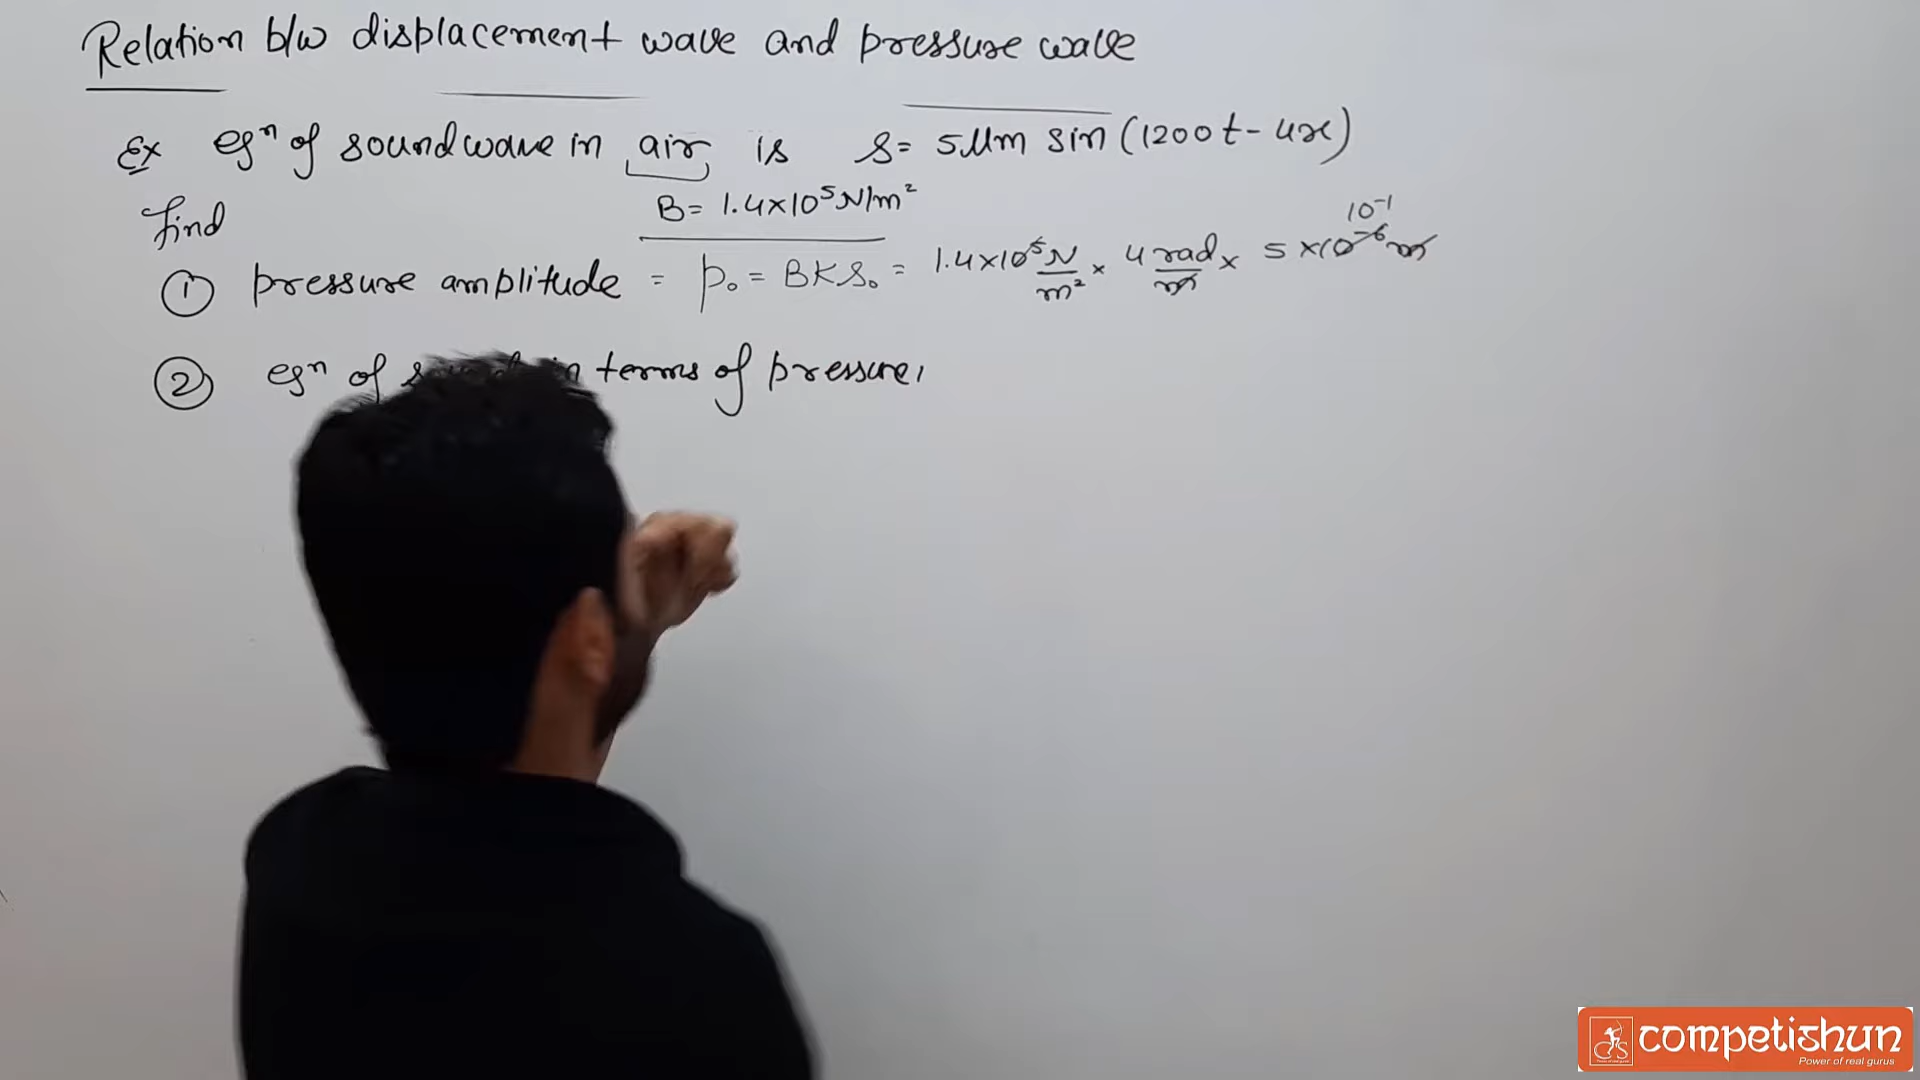 Relation b/w displacement wave and pressure wave
Ex eqⁿ of sound wave in air is s = 5μm sin (1200t - 4x)
B = 1.4×10⁵ N/m²
find
① pressure amplitude = p₀ = BKs₀ = 1.4×10⁵ N/m² × 4 rad/m × 5 × 10⁻⁶ m 10⁻¹
② eqⁿ of in terms of pressure,
competishun
Power of real gurus